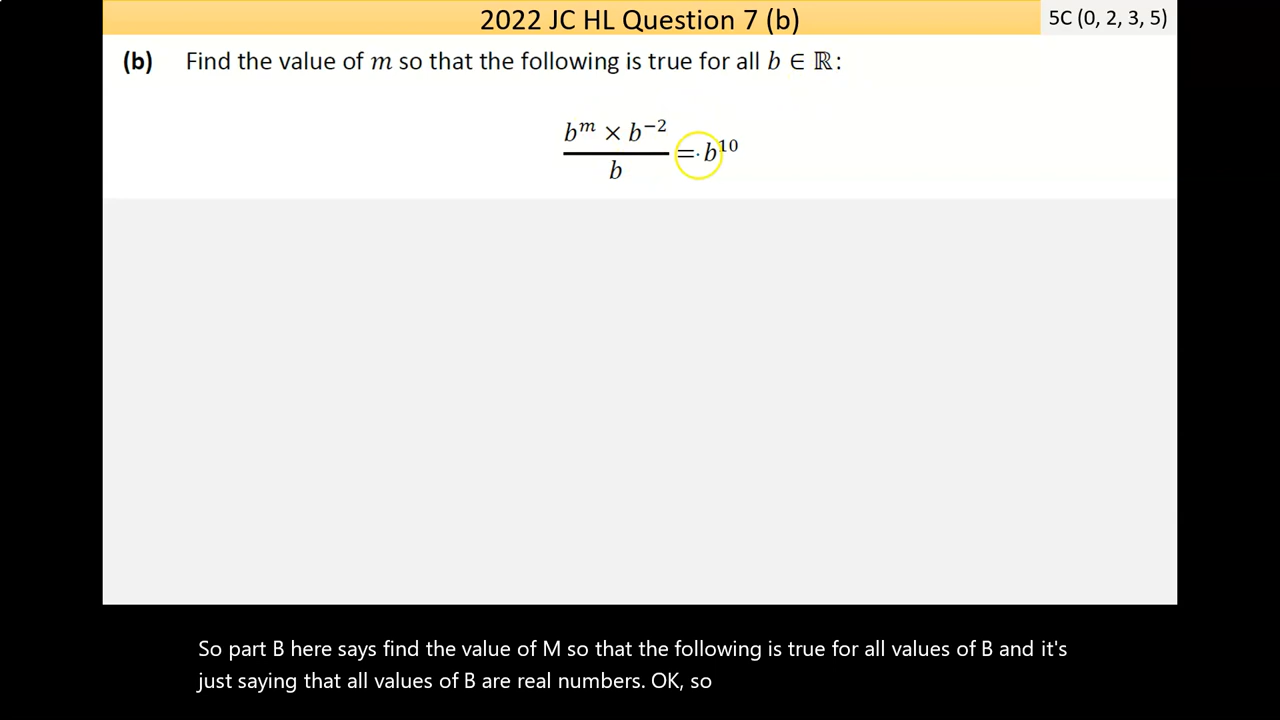 2022 JC HL Question 7 (b)
5C (0, 2, 3, 5)
(b) Find the value of m so that the following is true for all b ∈ ℝ:
b^m × b^−2
b
= b^10
So part B here says find the value of M so that the following is true for all values of B and it's
just saying that all values of B are real numbers. OK, so